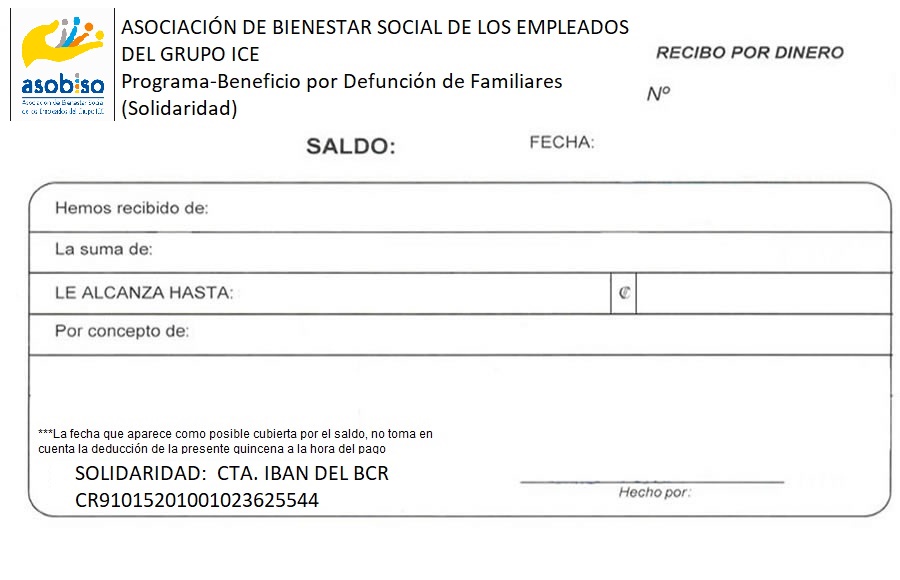 asobiso
Asociación de Bienestar Social
de los Empleados del Grupo ICE
ASOCIACIÓN DE BIENESTAR SOCIAL DE LOS EMPLEADOS
DEL GRUPO ICE
Programa-Beneficio por Defunción de Familiares
(Solidaridad)
RECIBO POR DINERO
Nº
SALDO:
FECHA:
Hemos recibido de:
La suma de:
LE ALCANZA HASTA:
₡
Por concepto de:
***La fecha que aparece como posible cubierta por el saldo, no toma en
cuenta la deducción de la presente quincena a la hora del pago
SOLIDARIDAD: CTA. IBAN DEL BCR
CR91015201001023625544
Hecho por: